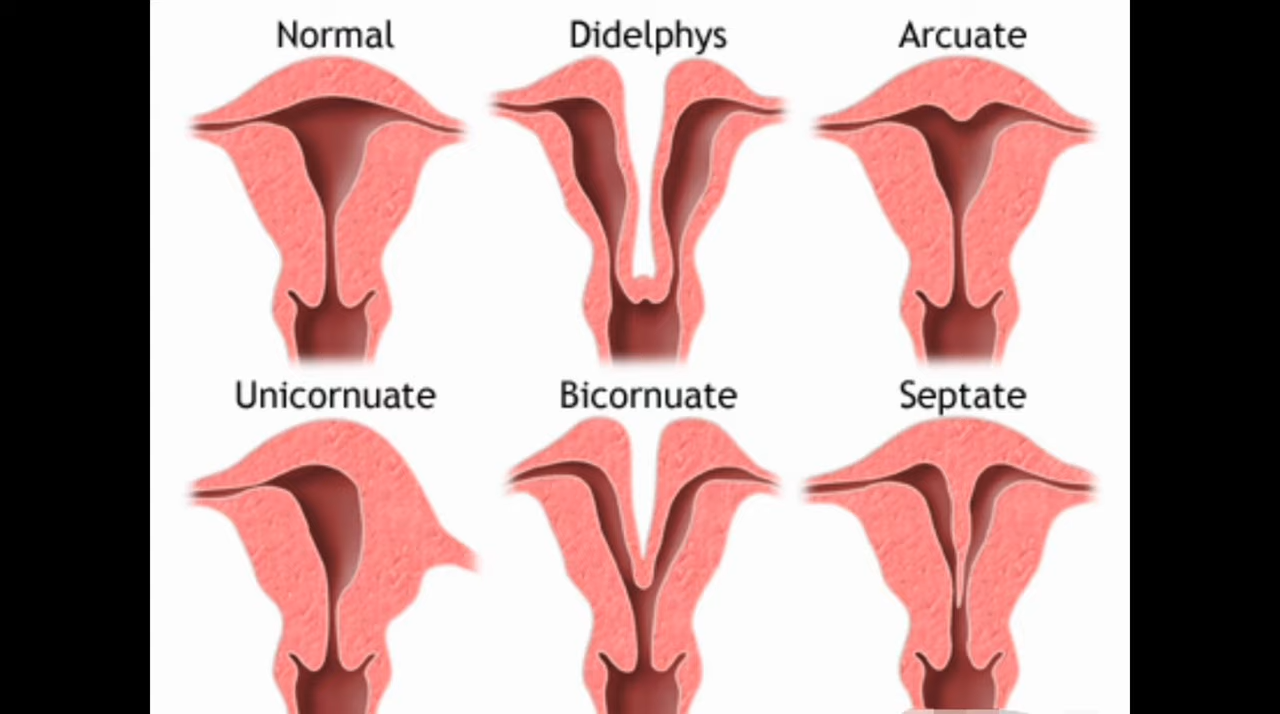 Normal
Didelphys
Arcuate
Unicornuate
Bicornuate
Septate